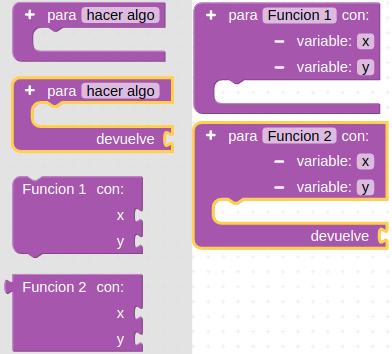 + para hacer algo
+ para hacer algo
devuelve
Funcion 1 con:
x
y
Funcion 2 con:
x
y
+ para Funcion 1 con:
− variable: x
− variable: y
+ para Funcion 2 con:
− variable: x
− variable: y
devuelve